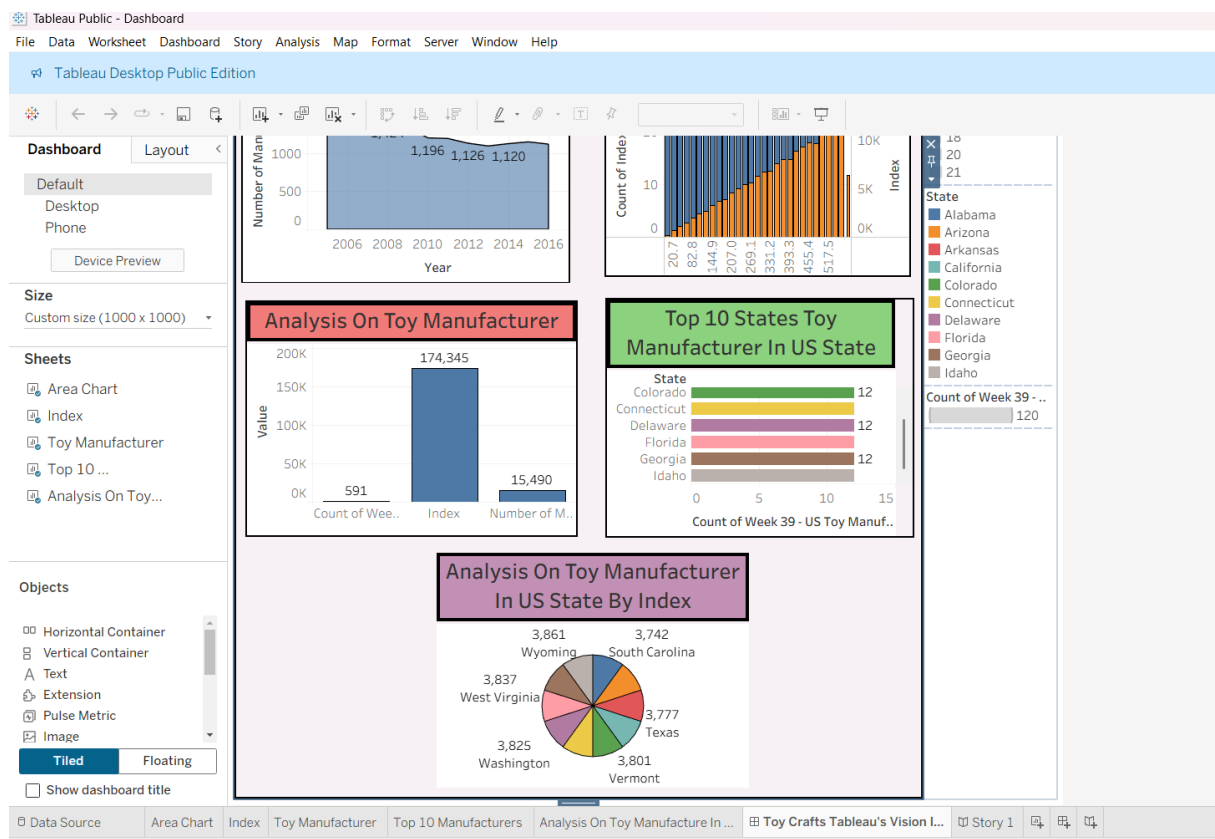 Tableau Public - Dashboard
File Data Worksheet Dashboard Story Analysis Map Format Server Window Help
Tableau Desktop Public Edition
Dashboard
Layout
Default
Desktop
Phone
Device Preview
Size
Custom size (1000 x 1000)
Sheets
Area Chart
Index
Toy Manufacturer
Top 10 ...
Analysis On Toy...
Objects
Horizontal Container
Vertical Container
Text
Extension
Pulse Metric
Image
Tiled
Floating
Show dashboard title
Number of Man
1000
500
0
1,196
1,126
1,120
2006 2008 2010 2012 2014 2016
Year
Count of Index
10
0
10K
5K
0K
Index
20.7
82.8
144.9
207.0
269.1
331.2
393.3
455.4
517.5
Analysis On Toy Manufacturer
Value
200K
150K
100K
50K
0K
591
174,345
15,490
Count of Wee..
Index
Number of M..
Top 10 States Toy
Manufacturer In US State
State
Colorado 12
Connecticut
Delaware 12
Florida
Georgia 12
Idaho
0 5 10 15
Count of Week 39 - US Toy Manuf..
Analysis On Toy Manufacturer
In US State By Index
3,861
Wyoming
3,742
South Carolina
3,837
West Virginia
3,777
Texas
3,825
Washington
3,801
Vermont
18
20
21
State
Alabama
Arizona
Arkansas
California
Colorado
Connecticut
Delaware
Florida
Georgia
Idaho
Count of Week 39 - ..
120
Data Source
Area Chart
Index
Toy Manufacturer
Top 10 Manufacturers
Analysis On Toy Manufacture In ...
Toy Crafts Tableau's Vision I...
Story 1